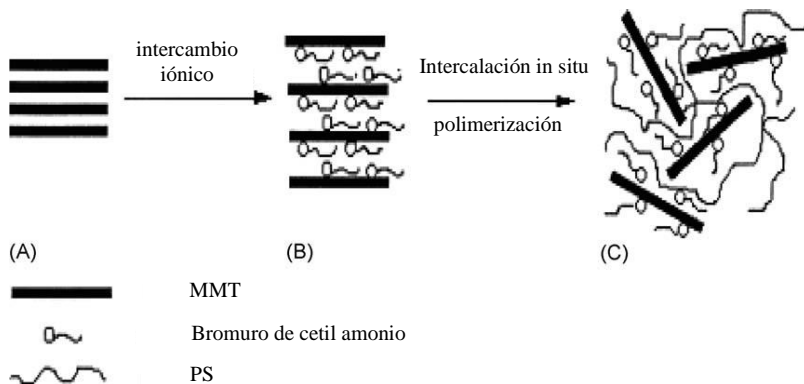 intercambio
iónico
Intercalación in situ
polimerización
(A)
(B)
(C)
MMT
Bromuro de cetil amonio
PS